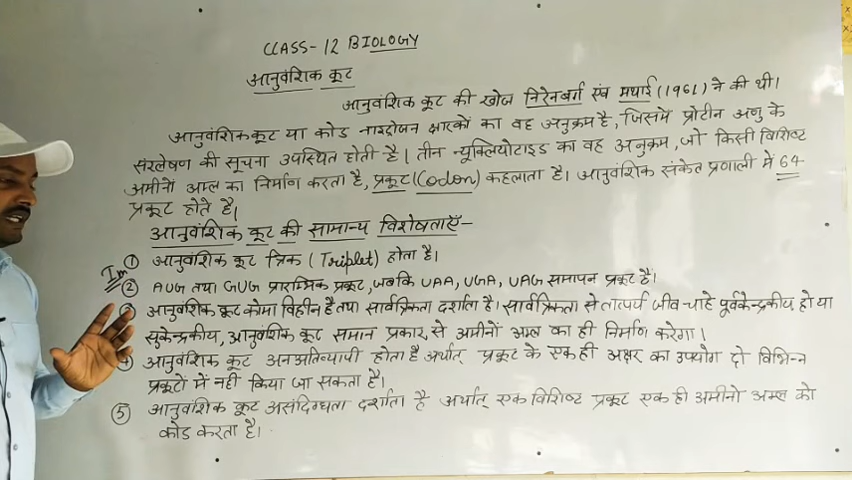 CLASS- 12 BIOLOGY
आनुवंशिक कूट
आनुवंशिक कूट की खोज निरेनबर्ग एवं मथाई (1961) ने की थी।
आनुवंशिक कूट या कोड नाइट्रोजन क्षारकों का वह अनुक्रम है, जिसमें प्रोटीन अणु के
संश्लेषण की सूचना उपस्थित होती है। तीन न्यूक्लियोटाइड का वह अनुक्रम, जो किसी विशिष्ट
अमीनो अम्ल का निर्माण करता है, प्रकूट (Codon) कहलाता है। आनुवंशिक संकेत प्रणाली में 64
प्रकूट होते है।
आनुवंशिक कूट की सामान्य विशेषताएँ-
① आनुवंशिक कूट त्रिक (Triplet) होता है।
Im ② AUG तथा GUG प्रारम्भिक प्रकूट, जबकि UAA, UGA, UAG समापन प्रकूट है।
आनुवंशिक कूट कोमा विहीन है तथा सार्वत्रिकता दर्शाता है। सार्वत्रिकता से तात्पर्य जीव-चाहे पूर्वकेन्द्रकीय हो या
सुकेन्द्रकीय, आनुवंशिक कूट समान प्रकार से अमीनों अम्ल का ही निर्माण करेगा।
आनुवंशिक कूट अनअतिव्यापी होता है अर्थात् प्रकूट के एक ही अक्षर का उपयोग दो विभिन्न
प्रकूटों में नहीं किया जा सकता है।
⑤ आनुवंशिक कूट असंदिग्धता दर्शाता है अर्थात् एक विशिष्ट प्रकूट एक ही अमीनो अम्ल को
कोड करता है।